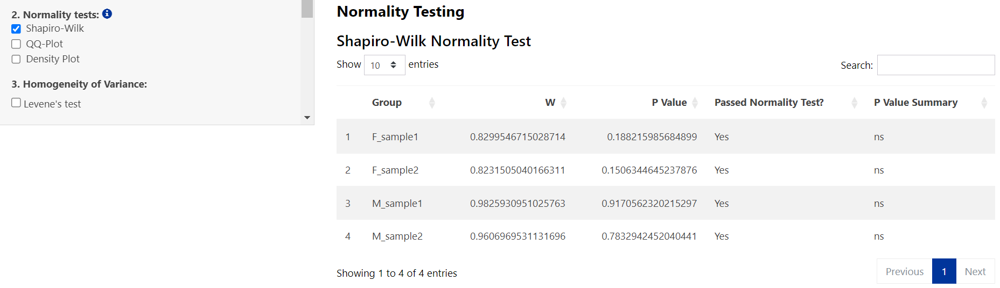 2. Normality tests:
Shapiro-Wilk
QQ-Plot
Density Plot
3. Homogeneity of Variance:
Levene's test
Normality Testing
Shapiro-Wilk Normality Test
Show 10 entries
Search:
Group W P Value Passed Normality Test? P Value Summary
1 F_sample1 0.8299546715028714 0.188215985684899 Yes ns
2 F_sample2 0.8231505040166311 0.1506344645237876 Yes ns
3 M_sample1 0.9825930951025763 0.9170562320215297 Yes ns
4 M_sample2 0.9606969531131696 0.7832942452040441 Yes ns
Showing 1 to 4 of 4 entries
Previous 1 Next